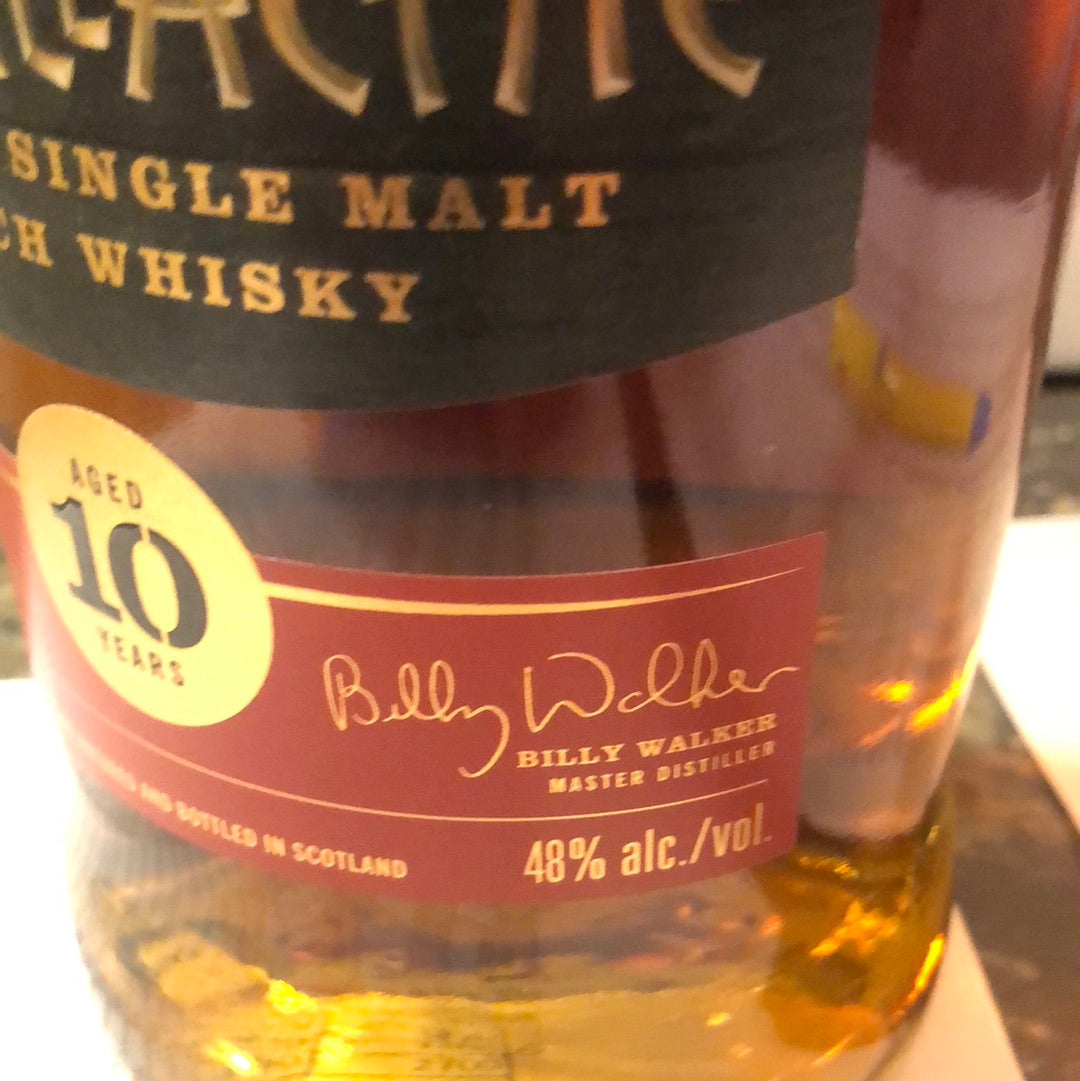 SINGLE MALT
WHISKY
AGED
10
YEARS
Billy Walker
BILLY WALKER
MASTER DISTILLER
AND BOTTLED IN SCOTLAND
48% alc./vol.